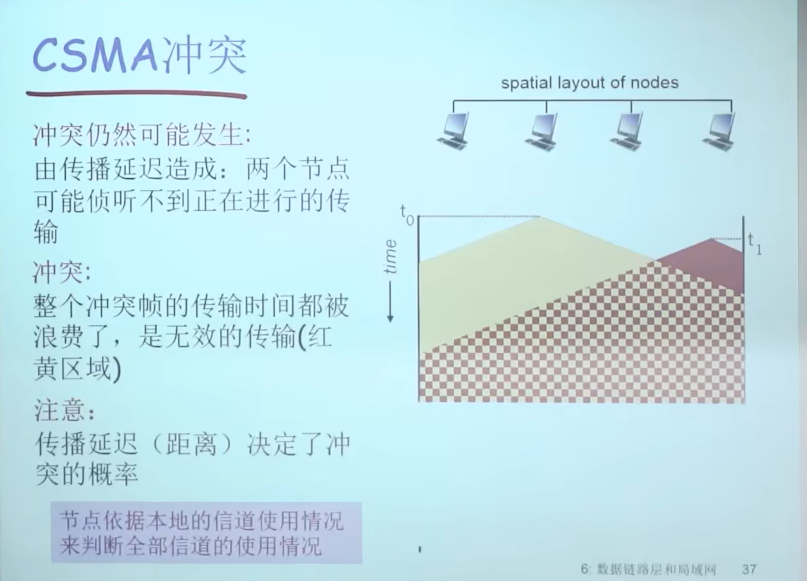 CSMA冲突
冲突仍然可能发生:
由传播延迟造成：两个节点
可能侦听不到正在进行的传
输
冲突:
整个冲突帧的传输时间都被
浪费了，是无效的传输(红
黄区域)
注意：
传播延迟（距离）决定了冲
突的概率
节点依据本地的信道使用情况
来判断全部信道的使用情况
spatial layout of nodes
t0
time
t1
6: 数据链路层和局域网 37